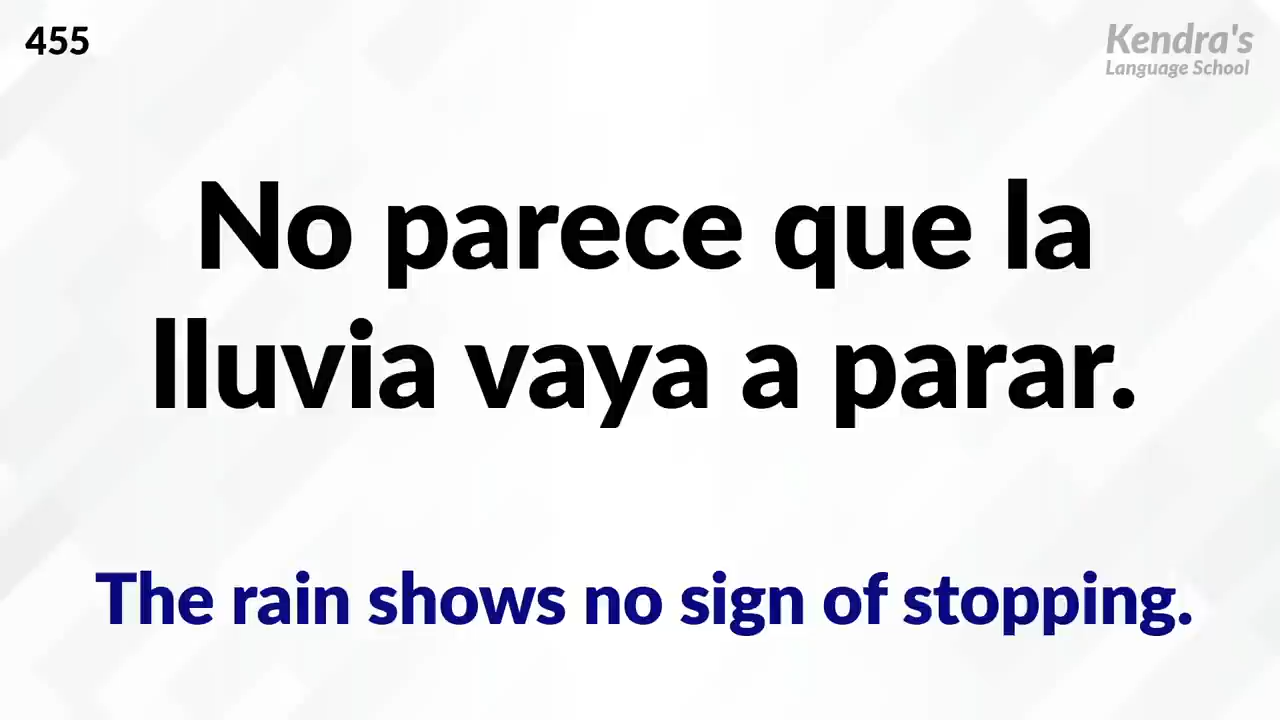 455
Kendra's
Language School
No parece que la
lluvia vaya a parar.
The rain shows no sign of stopping.